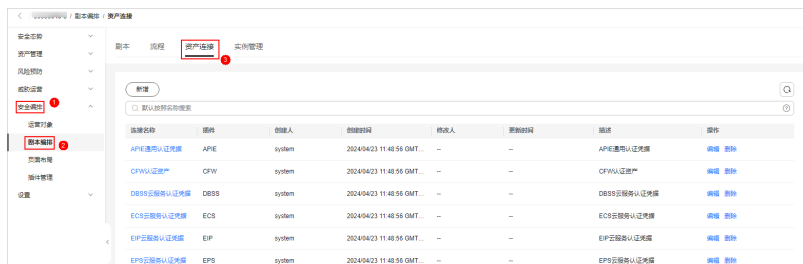 / 剧本编排 / 资产连接
安全态势
资产管理
风险预防
威胁运营
安全编排 1
运营对象
剧本编排 2
页面布局
插件管理
设置
剧本 流程 资产连接 实例管理
3
新增
默认按照名称搜索
连接名称 插件 创建人 创建时间 修改人 更新时间 描述 操作
APIE通用认证凭据 APIE system 2024/04/23 11:48:56 GMT... -- -- APIE通用认证凭据 编辑 删除
CFW认证资产 CFW system 2024/04/23 11:48:56 GMT... -- -- CFW认证资产 编辑 删除
DBSS云服务认证凭据 DBSS system 2024/04/23 11:48:56 GMT... -- -- DBSS云服务认证凭据 编辑 删除
ECS云服务认证凭据 ECS system 2024/04/23 11:48:56 GMT... -- -- ECS云服务认证凭据 编辑 删除
EIP云服务认证凭据 EIP system 2024/04/23 11:48:56 GMT... -- -- EIP云服务认证凭据 编辑 删除
EPS云服务认证凭据 EPS system 2024/04/23 11:48:56 GMT... -- -- EPS云服务认证凭据 编辑 删除